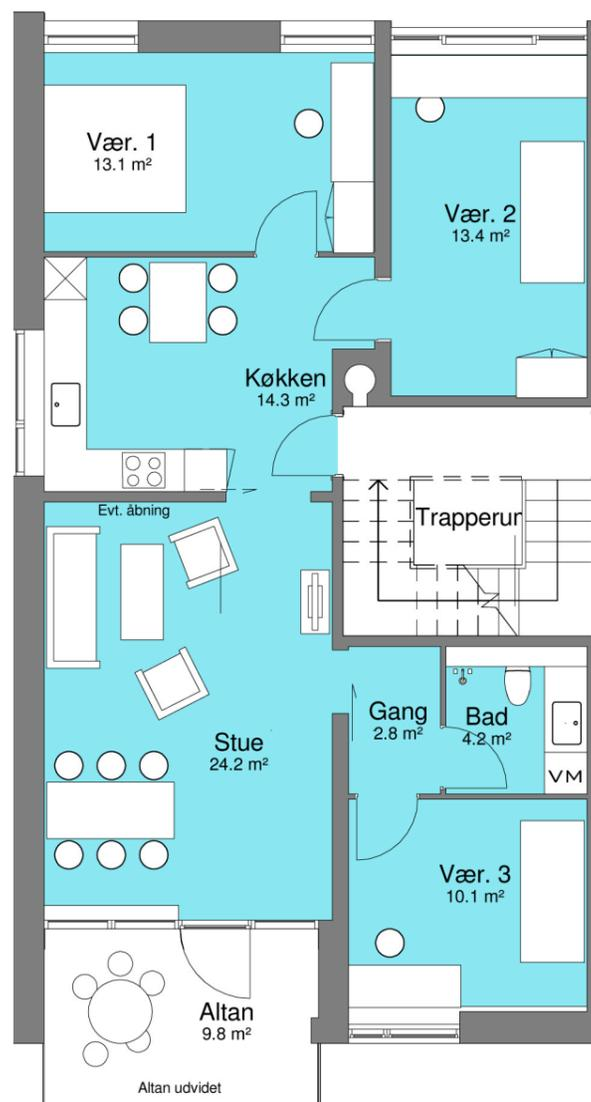 Vær. 1
13.1 m²
Vær. 2
13.4 m²
Køkken
14.3 m²
Evt. åbning
Trapperur
Gang
2.8 m²
Bad
4.2 m²
VM
Stue
24.2 m²
Vær. 3
10.1 m²
Altan
9.8 m²
Altan udvidet